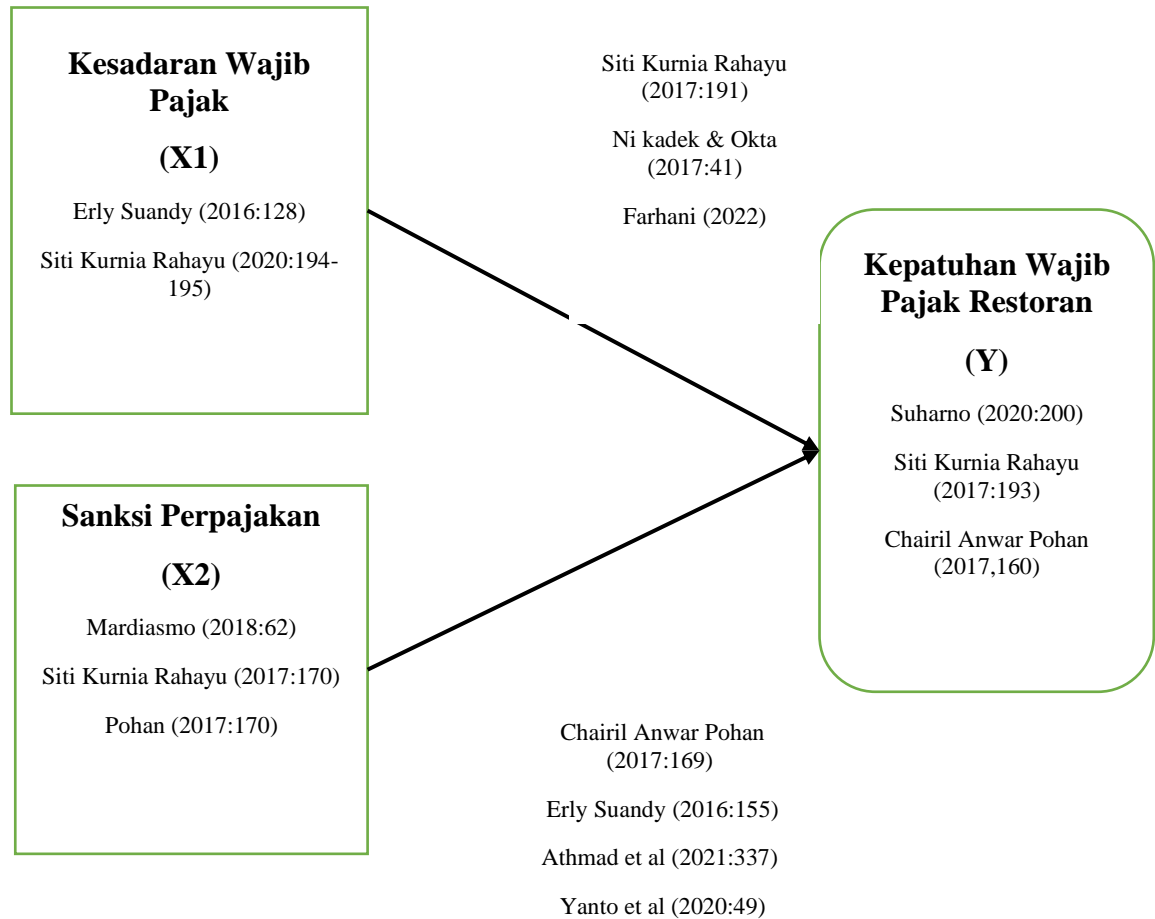 Kesadaran Wajib
Pajak
(X1)
Erly Suandy (2016:128)
Siti Kurnia Rahayu (2020:194-
195)
Siti Kurnia Rahayu
(2017:191)
Ni kadek & Okta
(2017:41)
Farhani (2022)
Kepatuhan Wajib
Pajak Restoran
(Y)
Suharno (2020:200)
Siti Kurnia Rahayu
(2017:193)
Chairil Anwar Pohan
(2017,160)
Sanksi Perpajakan
(X2)
Mardiasmo (2018:62)
Siti Kurnia Rahayu (2017:170)
Pohan (2017:170)
Chairil Anwar Pohan
(2017:169)
Erly Suandy (2016:155)
Athmad et al (2021:337)
Yanto et al (2020:49)